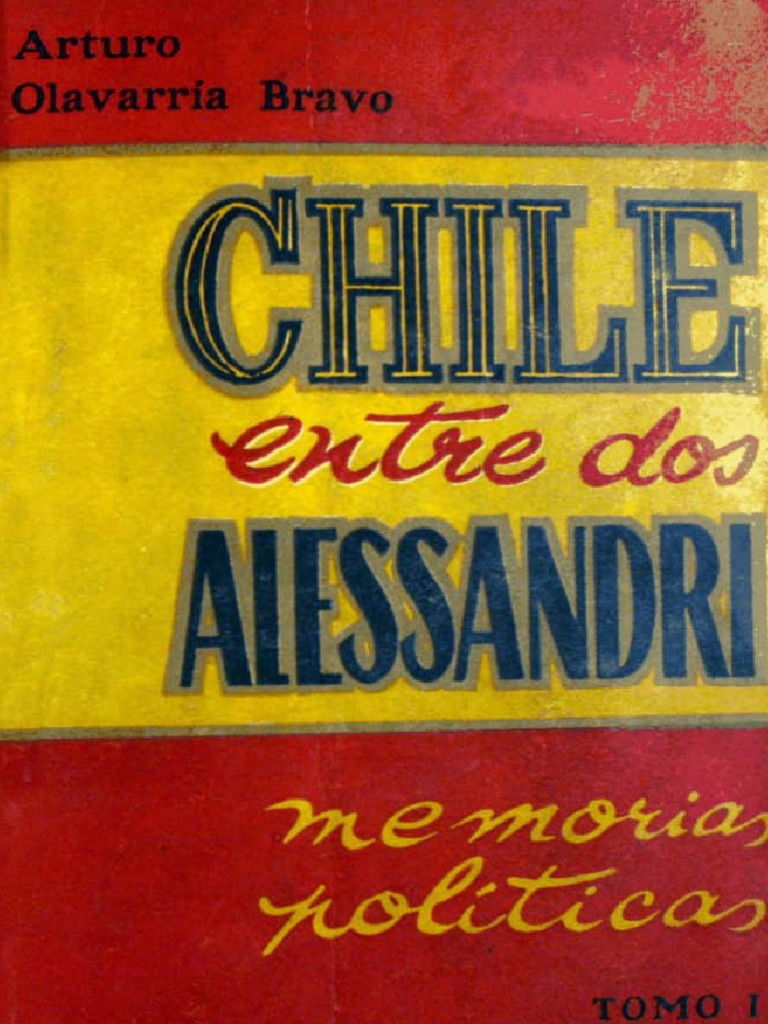 Arturo
Olavarría Bravo
CHILE
entre dos
ALESSANDRI
memorias
políticas
TOMO I